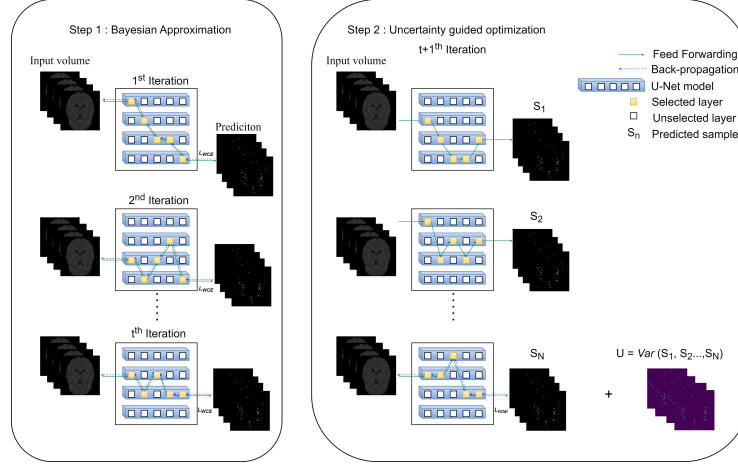 Step 1 : Bayesian Approximation
Input volume
1st Iteration
Prediciton
LWCE
2nd Iteration
LWCE
tth Iteration
LWCE
Step 2 : Uncertainty guided optimization
t+1th Iteration
Input volume
S1
S2
SN
Ltotal
+
U = Var (S1, S2...,SN)
Feed Forwarding
Back-propagation
U-Net model
Selected layer
Unselected layer
Sn Predicted sample